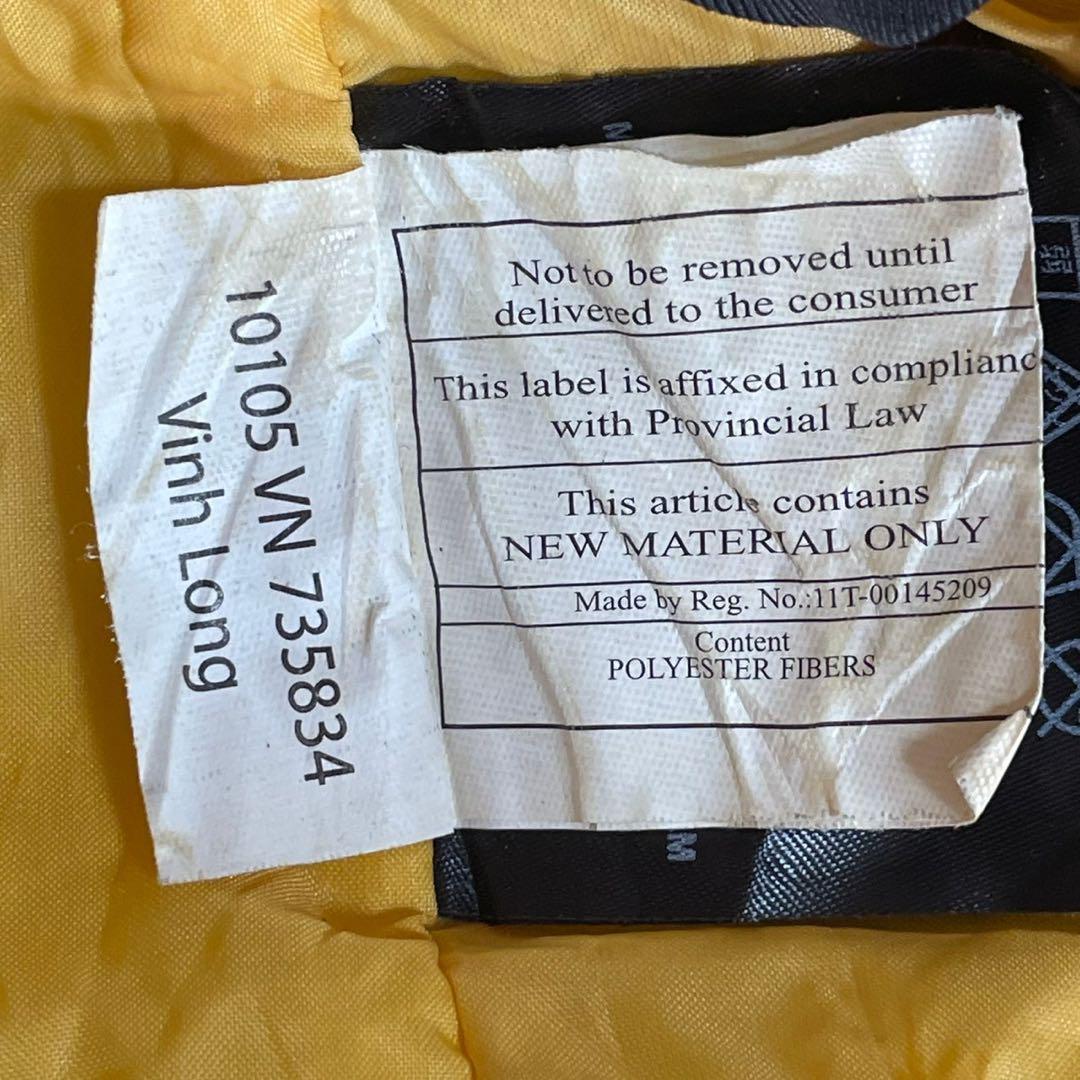 10105 VN 735834
Vinh Long
Not to be removed until
delivered to the consumer
This label is affixed in complianc
with Provincial Law
This article contains
NEW MATERIAL ONLY
Made by Reg. No.:11T-00145209
Content
POLYESTER FIBERS
M